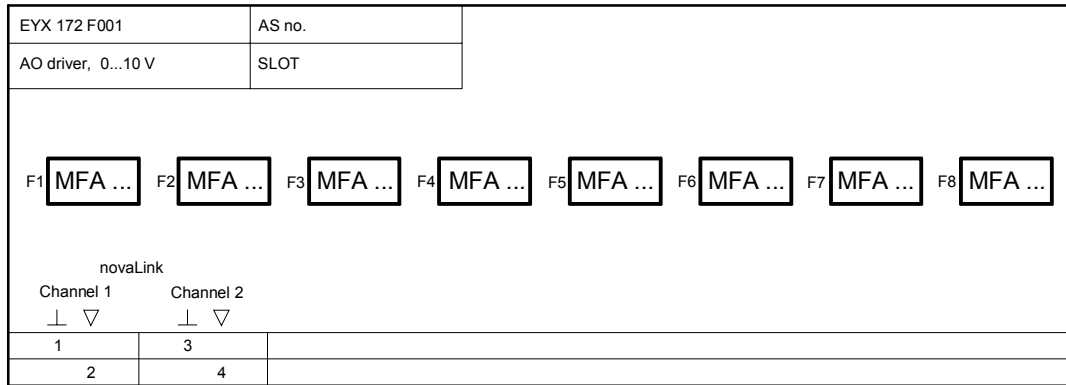 EYX 172 F001 AS no.
AO driver, 0...10 V SLOT
F1 MFA ... F2 MFA ... F3 MFA ... F4 MFA ... F5 MFA ... F6 MFA ... F7 MFA ... F8 MFA ...
novaLink
Channel 1 Channel 2
1 3
2 4